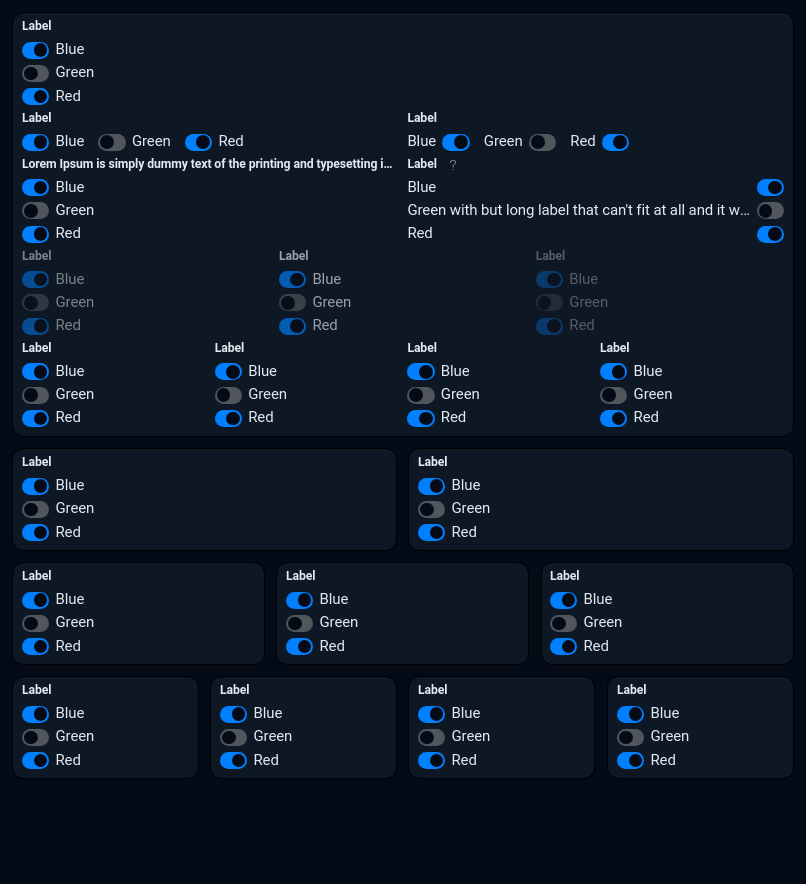 Label
Blue
Green
Red
Label Label
Blue Green Red Blue Green Red
Lorem Ipsum is simply dummy text of the printing and typesetting i... Label ?
Blue Blue
Green Green with but long label that can't fit at all and it w...
Red Red
Label Label Label
Blue Blue Blue
Green Green Green
Red Red Red
Label Label Label Label
Blue Blue Blue Blue
Green Green Green Green
Red Red Red Red
Label Label
Blue Blue
Green Green
Red Red
Label Label Label
Blue Blue Blue
Green Green Green
Red Red Red
Label Label Label Label
Blue Blue Blue Blue
Green Green Green Green
Red Red Red Red